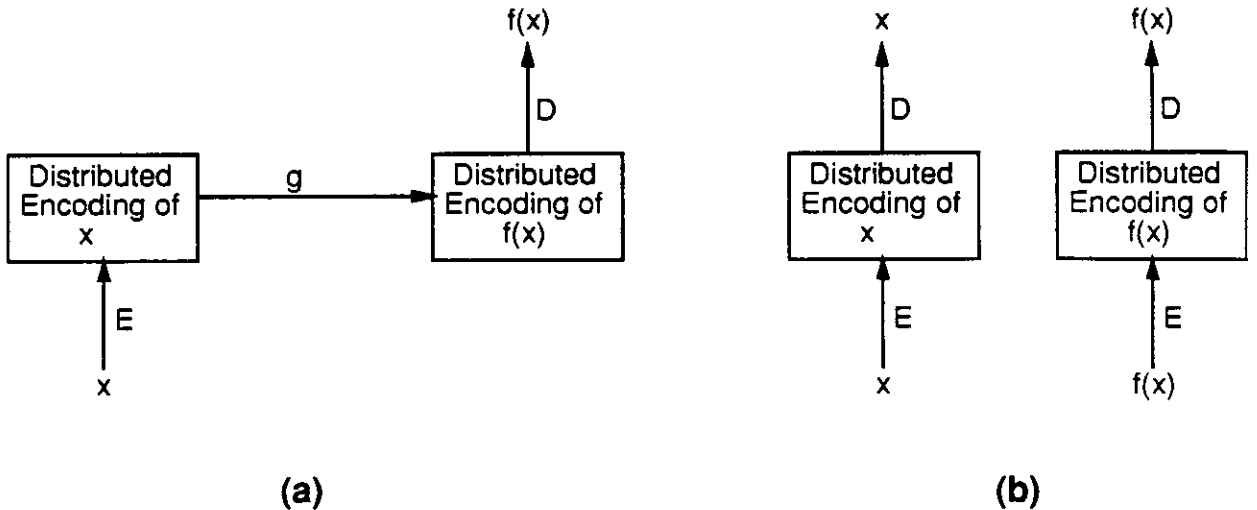 f(x)
D
Distributed
Encoding of
x
g
Distributed
Encoding of
f(x)
E
x
(a)
x
D
Distributed
Encoding of
x
E
x
f(x)
D
Distributed
Encoding of
f(x)
E
f(x)
(b)